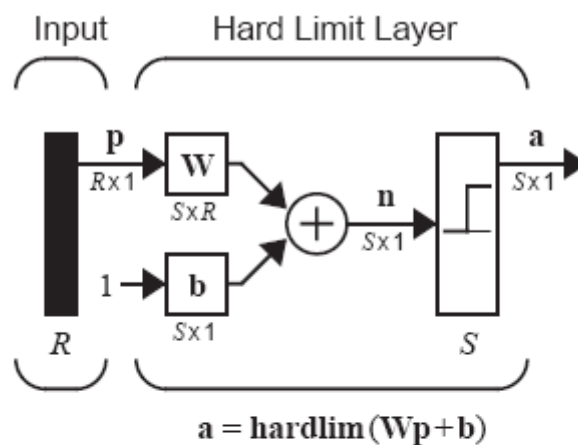 Input Hard Limit Layer
p a
W n
R x 1 S x R S x 1 S x 1
1 b
S x 1
R S
a = hardlim(Wp + b)